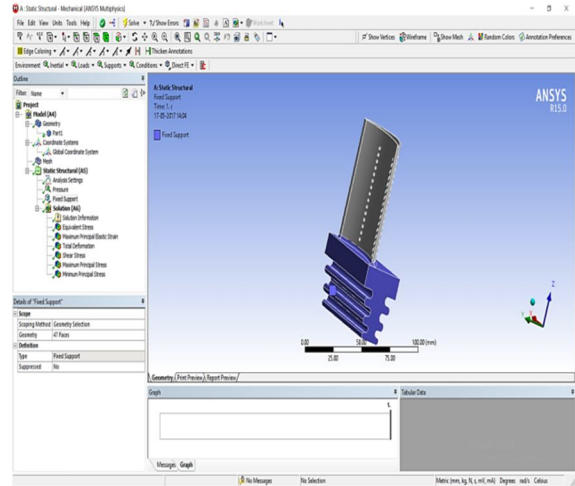 A : Static Structural - Mechanical [ANSYS Multiphysics]
File Edit View Units Tools Help Solve Show Errors Worksheet
Show Vertices Wireframe Show Mesh Random Colors Annotation Preferences
Edge Coloring Thicken Annotations
Environment Inertial Loads Supports Conditions Direct FE
Outline
Filter: Name
Project
Model (A4)
Geometry
Part1
Coordinate Systems
Global Coordinate System
Mesh
Static Structural (A5)
Analysis Settings
Pressure
Fixed Support
Solution (A6)
Solution Information
Equivalent Stress
Maximum Principal Elastic Strain
Total Deformation
Shear Stress
Maximum Principal Stress
Minimum Principal Stress
Details of "Fixed Support"
Scope
Scoping Method Geometry Selection
Geometry 47 Faces
Definition
Type Fixed Support
Suppressed No
A: Static Structural
Fixed Support
Time: 1. s
17-05-2017 14:04
Fixed Support
ANSYS
R15.0
Z
0.00 50.00 100.00 (mm)
25.00 75.00
Geometry Print Preview Report Preview
Graph
1.
Tabular Data
Messages Graph
No Messages No Selection Metric (mm, kg, N, s, mV, mA) Degrees rad/s Celsius